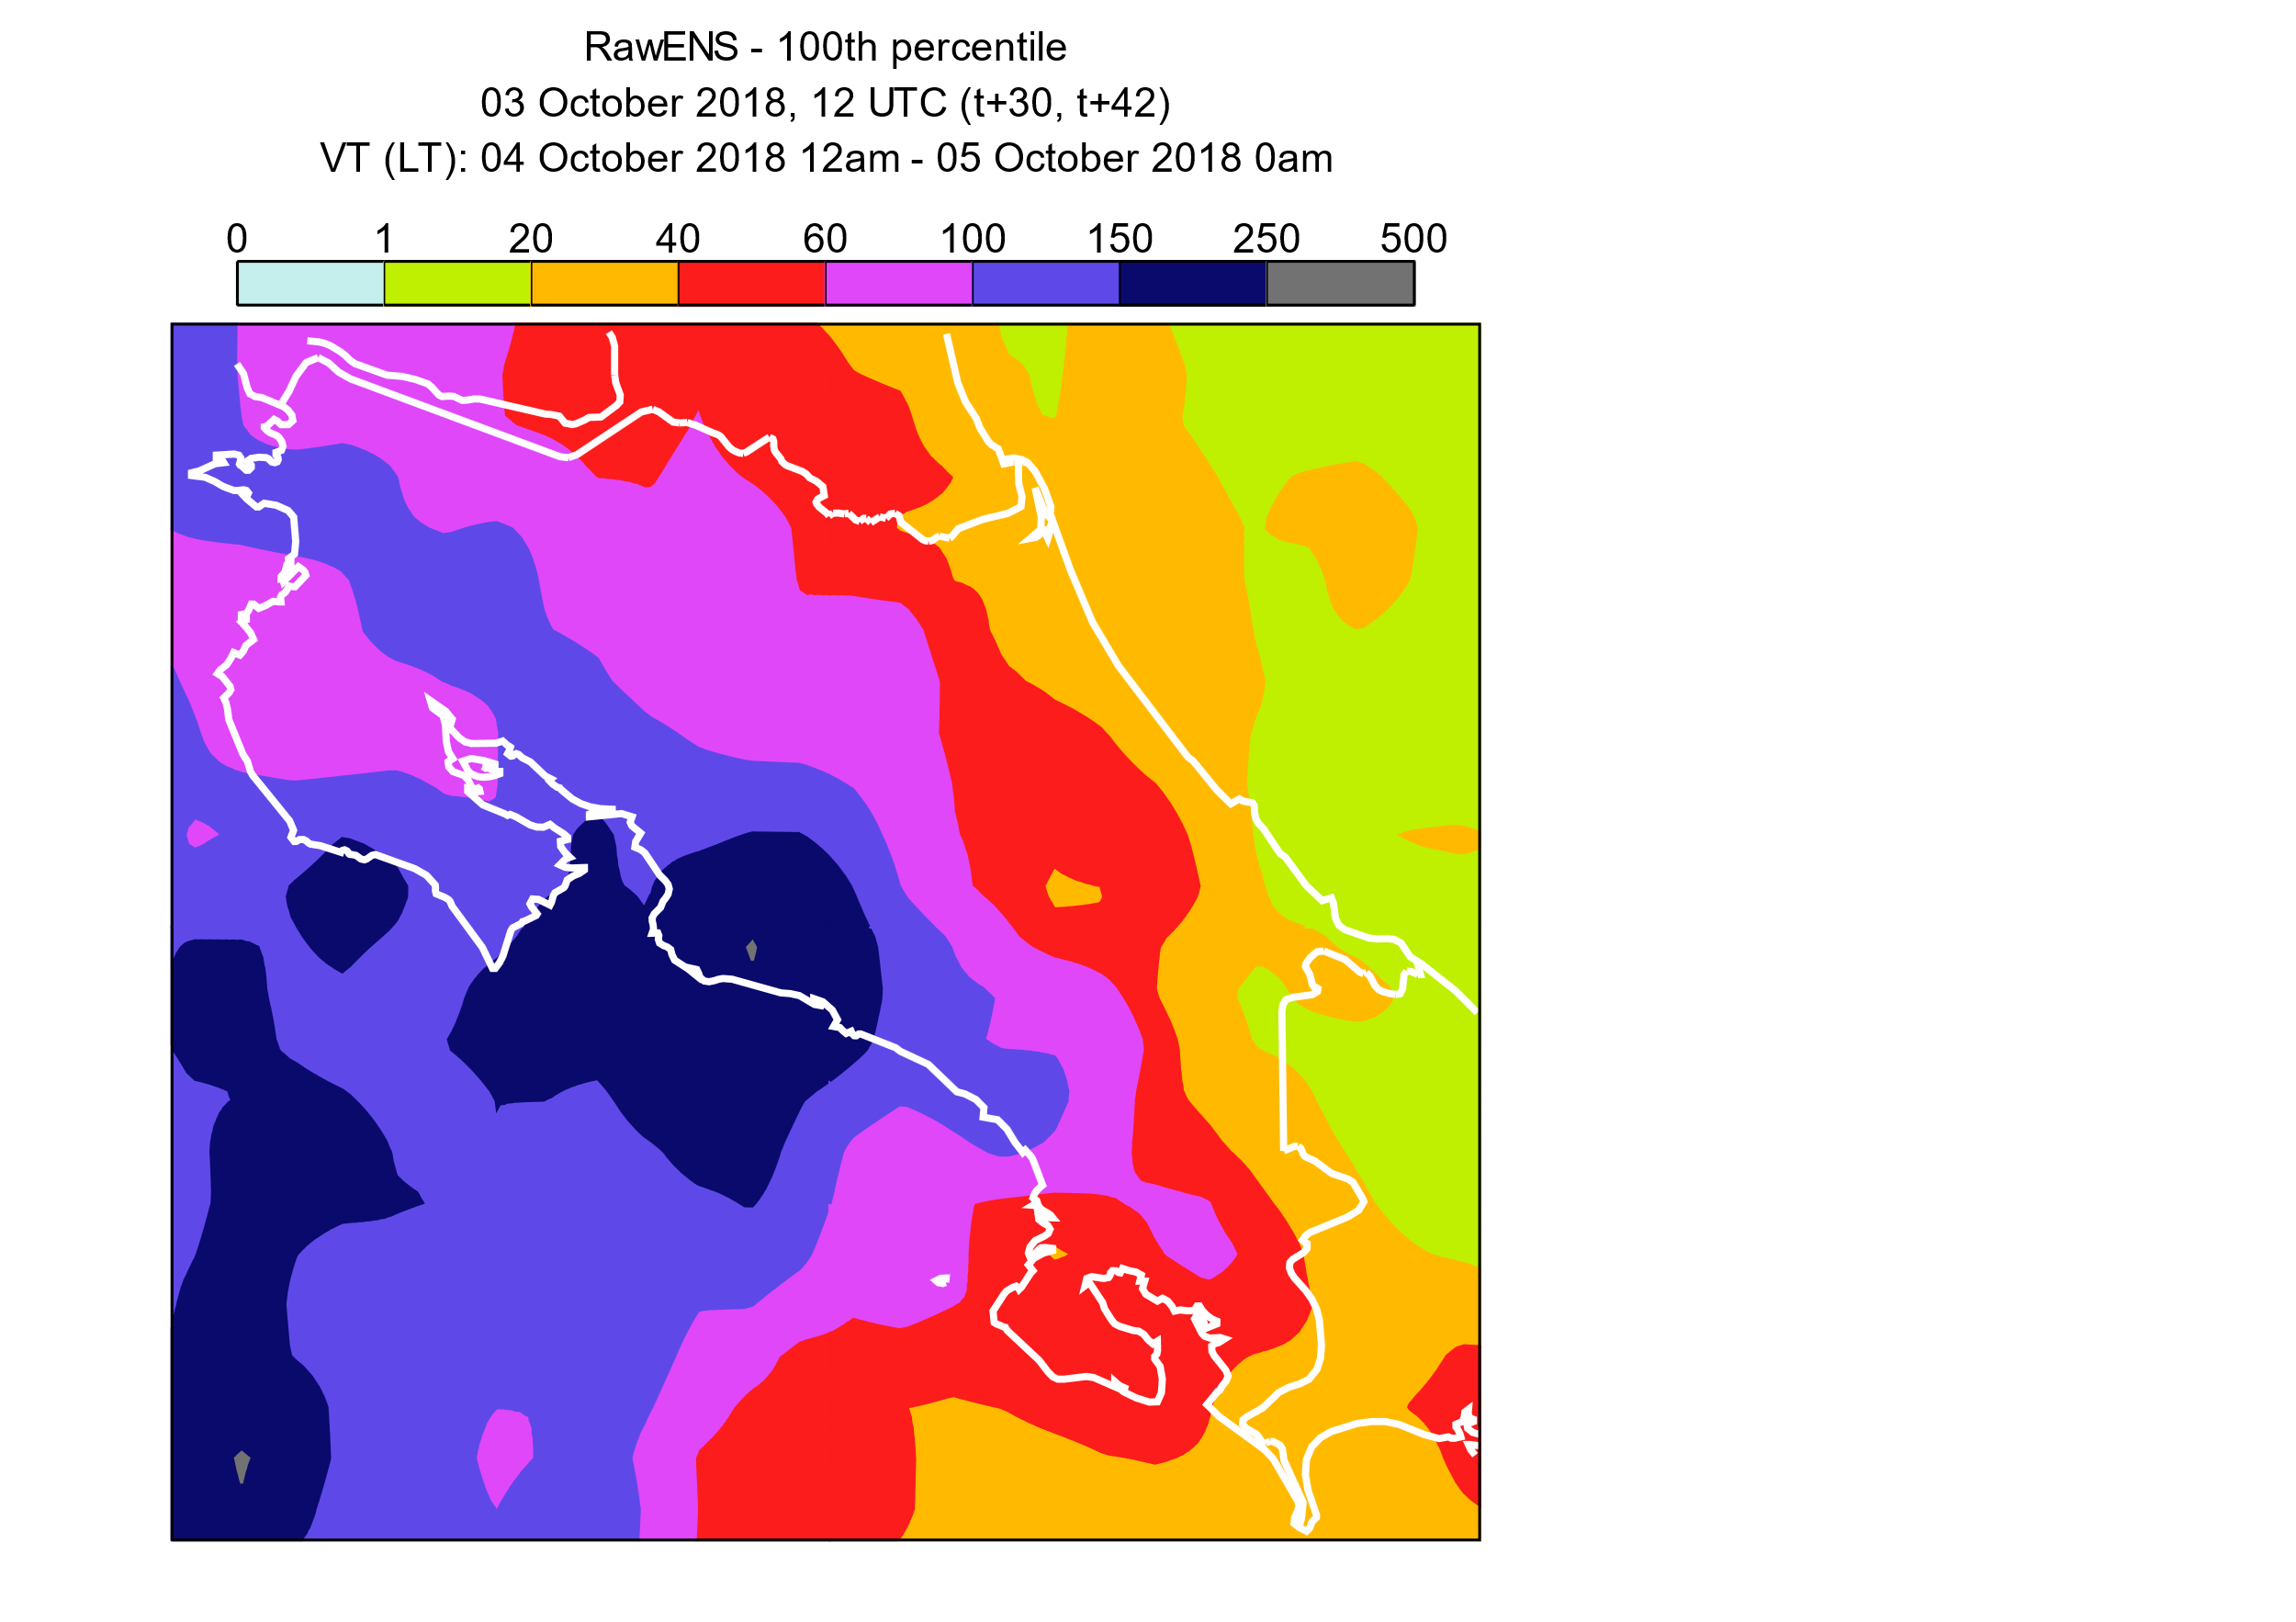 RawENS - 100th percentile
03 October 2018, 12 UTC (t+30, t+42)
VT (LT): 04 October 2018 12am - 05 October 2018 0am
0 1 20 40 60 100 150 250 500